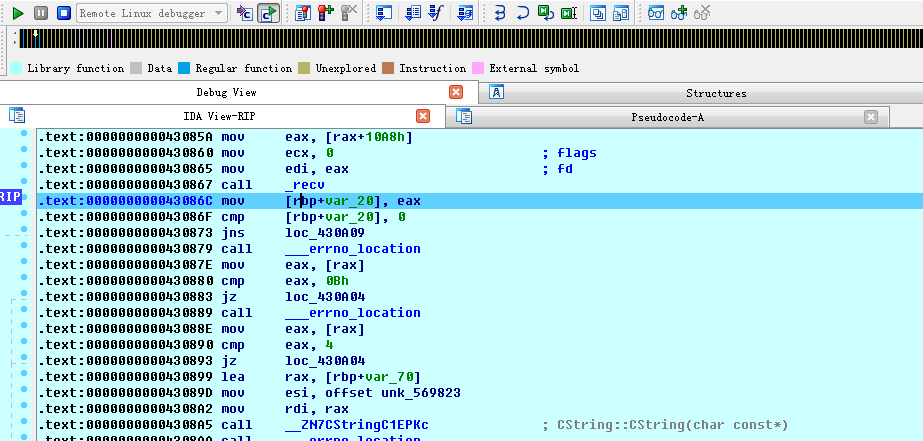 Remote Linux debugger
Library function Data Regular function Unexplored Instruction External symbol
Debug View Structures
IDA View-RIP Pseudocode-A
.text:000000000043085A mov eax, [rax+10A8h]
.text:0000000000430860 mov ecx, 0 ; flags
.text:0000000000430865 mov edi, eax ; fd
.text:0000000000430867 call _recv
RIP .text:000000000043086C mov [rbp+var_20], eax
.text:000000000043086F cmp [rbp+var_20], 0
.text:0000000000430873 jns loc_430A09
.text:0000000000430879 call ___errno_location
.text:000000000043087E mov eax, [rax]
.text:0000000000430880 cmp eax, 0Bh
.text:0000000000430883 jz loc_430A04
.text:0000000000430889 call ___errno_location
.text:000000000043088E mov eax, [rax]
.text:0000000000430890 cmp eax, 4
.text:0000000000430893 jz loc_430A04
.text:0000000000430899 lea rax, [rbp+var_70]
.text:000000000043089D mov esi, offset unk_569823
.text:00000000004308A2 mov rdi, rax
.text:00000000004308A5 call __ZN7CStringC1EPKc ; CString::CString(char const*)